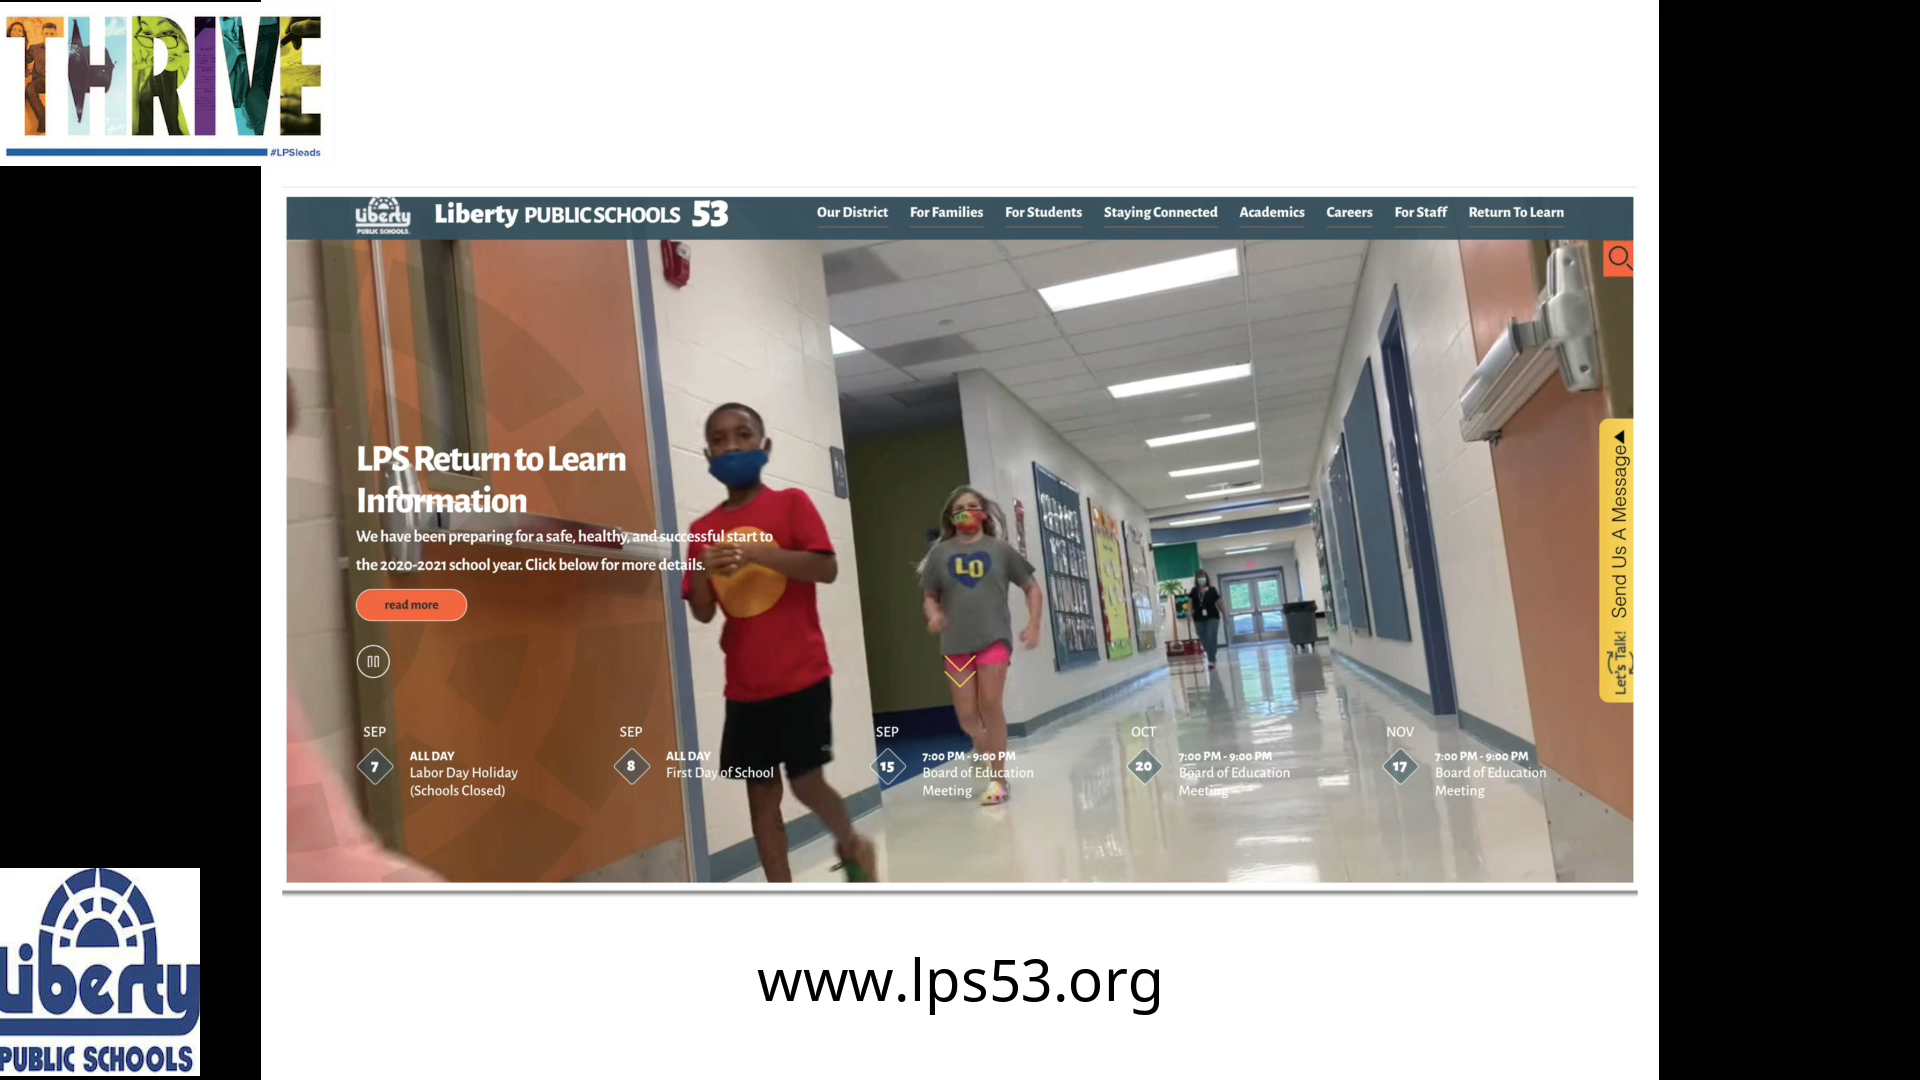 THRIVE
#LPSleads
Liberty
PUBLIC SCHOOLS.
Liberty PUBLIC SCHOOLS 53
Our District For Families For Students Staying Connected Academics Careers For Staff Return To Learn
LPS Return to Learn
Information
We have been preparing for a safe, healthy, and successful start to
the 2020-2021 school year. Click below for more details.
read more
LO
Let's Talk! Send Us A Message
SEP
7
ALL DAY
Labor Day Holiday
(Schools Closed)
SEP
8
ALL DAY
First Day of School
SEP
15
7:00 PM - 9:00 PM
Board of Education
Meeting
OCT
20
7:00 PM - 9:00 PM
Board of Education
Meeting
NOV
17
7:00 PM - 9:00 PM
Board of Education
Meeting
www.lps53.org
Liberty
PUBLIC SCHOOLS